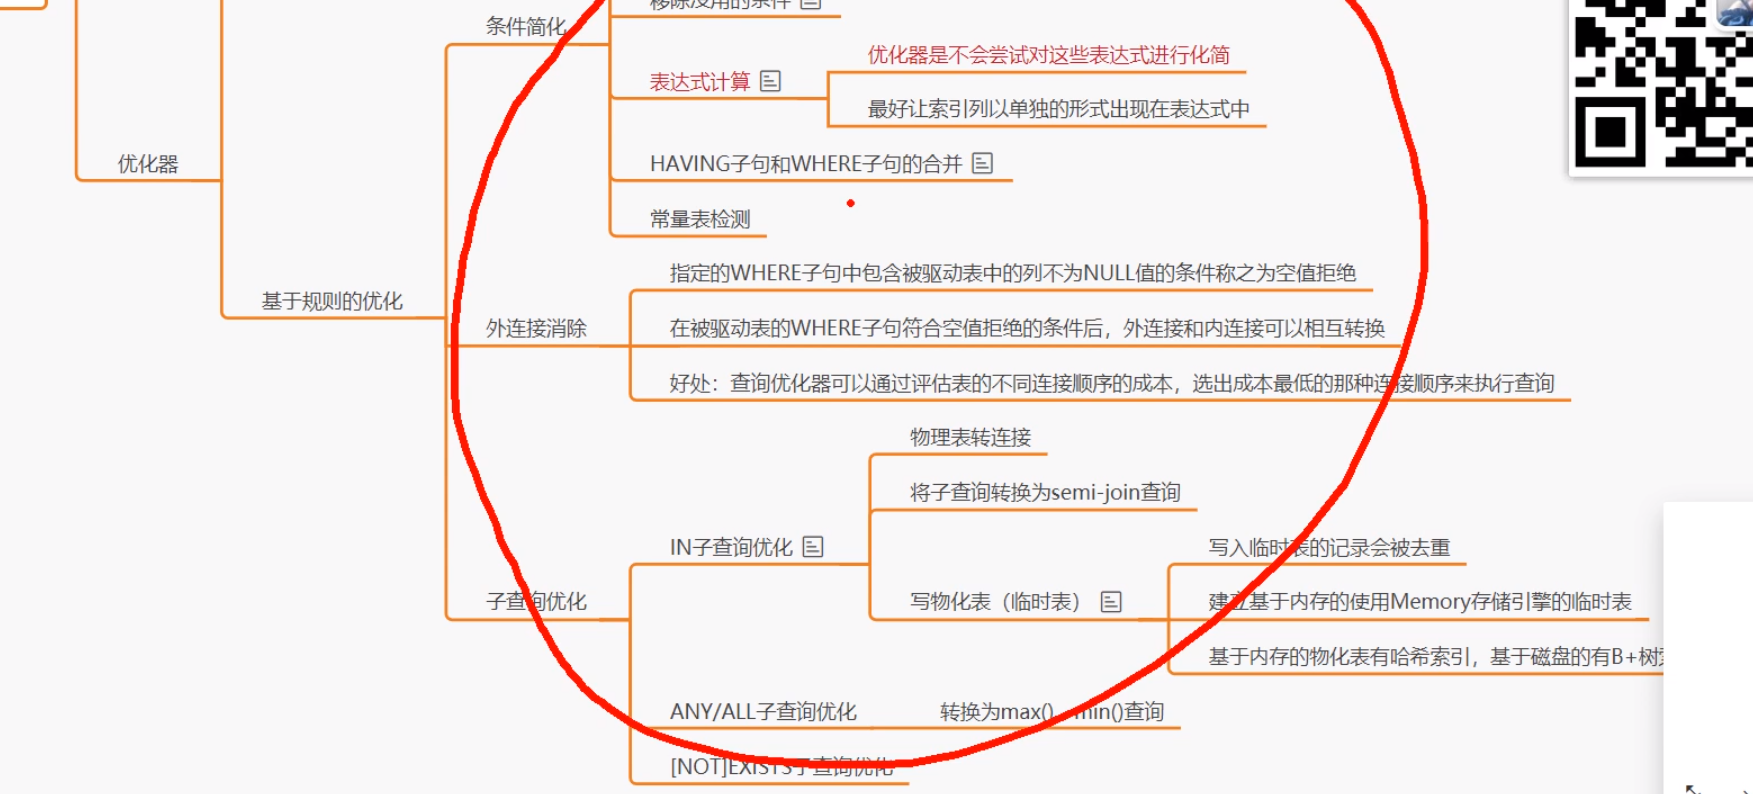 移除没用的条件
条件简化
优化器是不会尝试对这些表达式进行化简
表达式计算
最好让索引列以单独的形式出现在表达式中
优化器
HAVING子句和WHERE子句的合并
常量表检测
指定的WHERE子句中包含被驱动表中的列不为NULL值的条件称之为空值拒绝
基于规则的优化
外连接消除
在被驱动表的WHERE子句符合空值拒绝的条件后，外连接和内连接可以相互转换
好处：查询优化器可以通过评估表的不同连接顺序的成本，选出成本最低的那种连接顺序来执行查询
物理表转连接
将子查询转换为semi-join查询
IN子查询优化
写入临时表的记录会被去重
子查询优化
写物化表（临时表）
建立基于内存的使用Memory存储引擎的临时表
基于内存的物化表有哈希索引，基于磁盘的有B+树
ANY/ALL子查询优化
转换为max()、min()查询
[NOT]EXISTS子查询优化